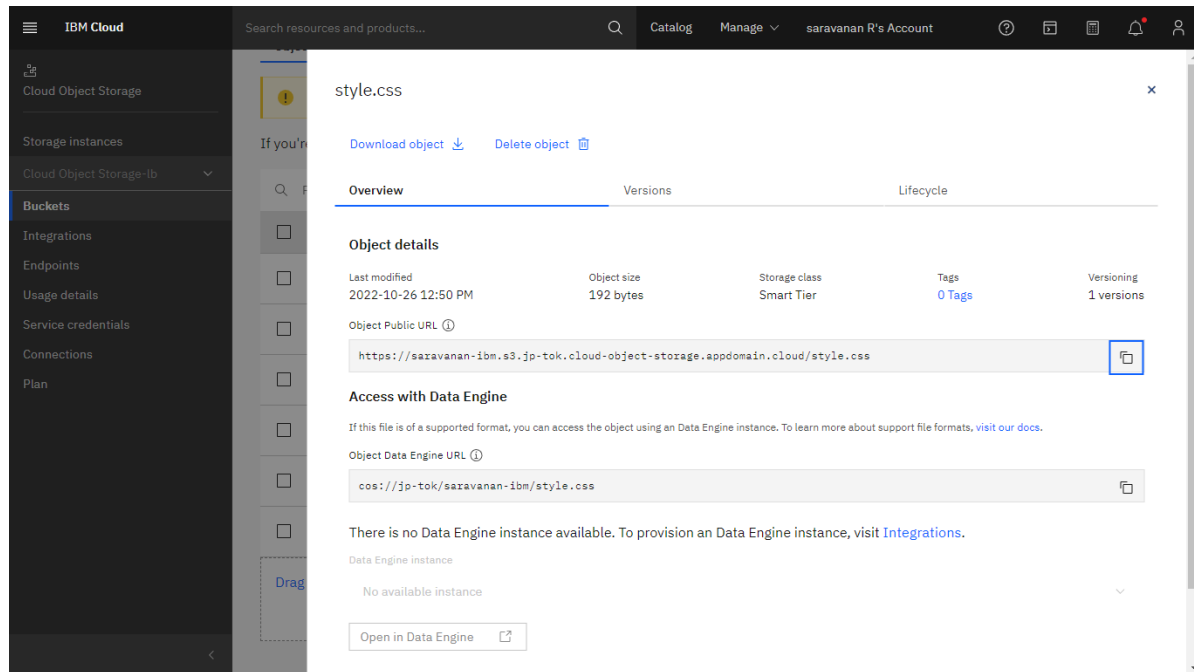 IBM Cloud
Search resources and products...
Catalog
Manage
saravanan R's Account
Cloud Object Storage
Storage instances
Cloud Object Storage-lb
Buckets
Integrations
Endpoints
Usage details
Service credentials
Connections
Plan
If you'r
Drag
style.css
Download object
Delete object
Overview
Versions
Lifecycle
Object details
Last modified
Object size
Storage class
Tags
Versioning
2022-10-26 12:50 PM
192 bytes
Smart Tier
0 Tags
1 versions
Object Public URL
https://saravanan-ibm.s3.jp-tok.cloud-object-storage.appdomain.cloud/style.css
Access with Data Engine
If this file is of a supported format, you can access the object using an Data Engine instance. To learn more about support file formats, visit our docs.
Object Data Engine URL
cos://jp-tok/saravanan-ibm/style.css
There is no Data Engine instance available. To provision an Data Engine instance, visit Integrations.
Data Engine instance
No available instance
Open in Data Engine